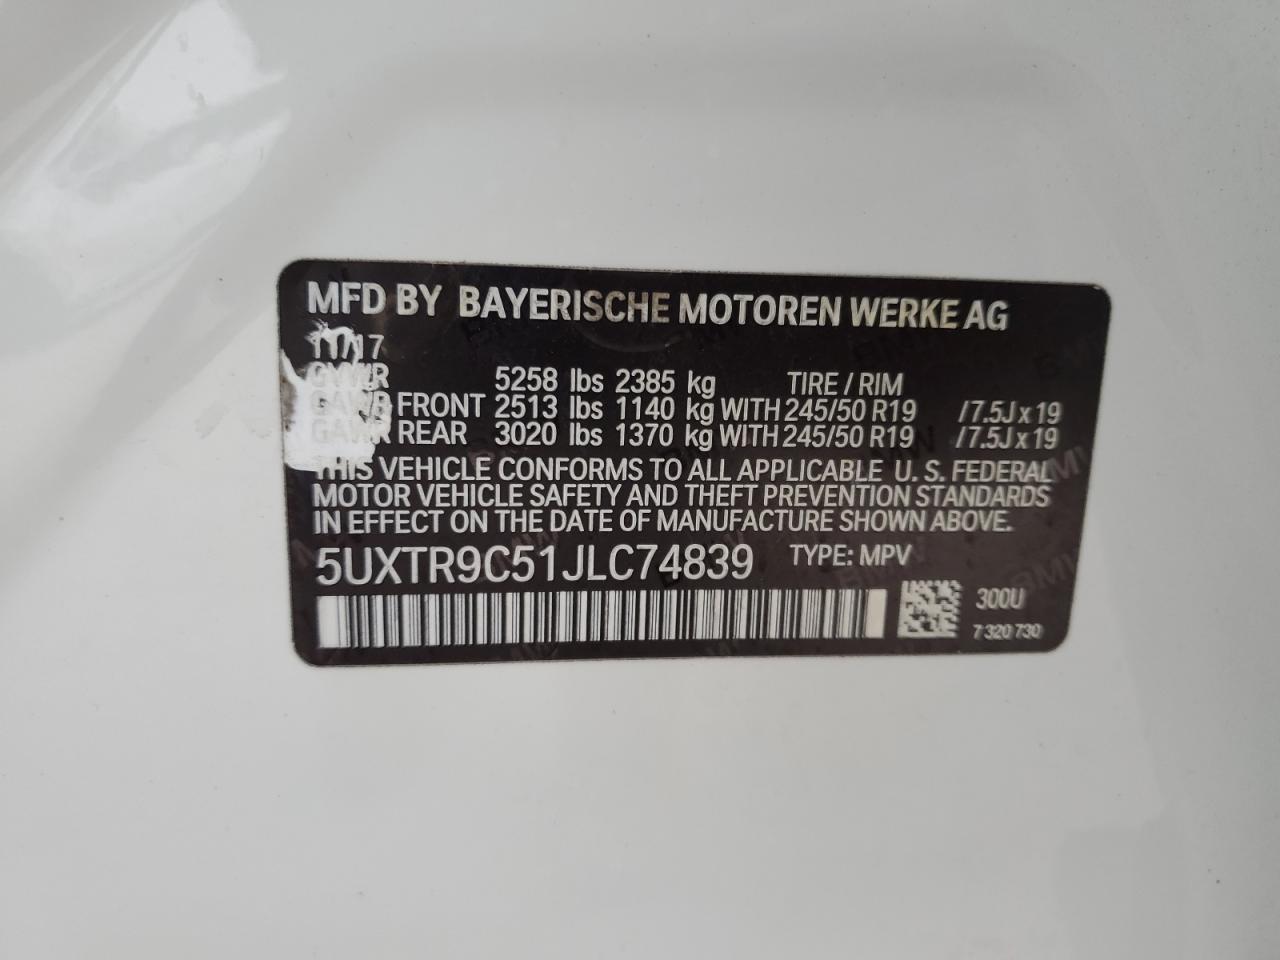 MFD BY BAYERISCHE MOTOREN WERKE AG
11/17
GVWR 5258 lbs 2385 kg TIRE / RIM
GAWR FRONT 2513 lbs 1140 kg WITH 245/50 R19 / 7.5J x 19
GAWR REAR 3020 lbs 1370 kg WITH 245/50 R19 / 7.5J x 19
THIS VEHICLE CONFORMS TO ALL APPLICABLE U. S. FEDERAL
MOTOR VEHICLE SAFETY AND THEFT PREVENTION STANDARDS
IN EFFECT ON THE DATE OF MANUFACTURE SHOWN ABOVE.
5UXTR9C51JLC74839 TYPE: MPV
300U
7 320 730